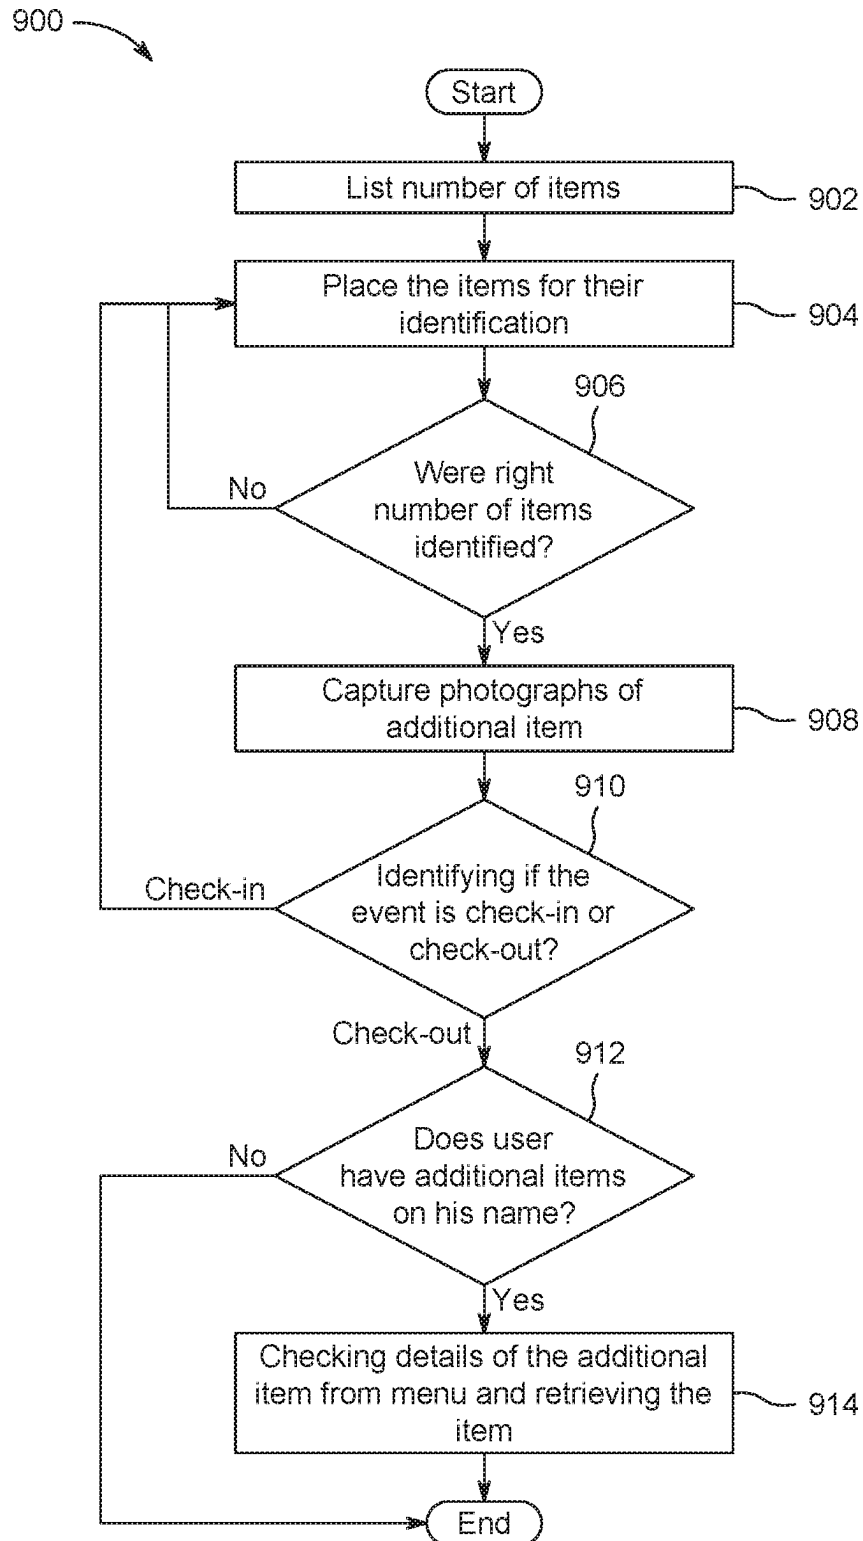 900
Start
List number of items
902
Place the items for their
identification
904
906
Were right
number of items
identified?
No
Yes
Capture photographs of
additional item
908
910
Identifying if the
event is check-in or
check-out?
Check-in
Check-out
912
Does user
have additional items
on his name?
No
Yes
Checking details of the additional
item from menu and retrieving the
item
914
End